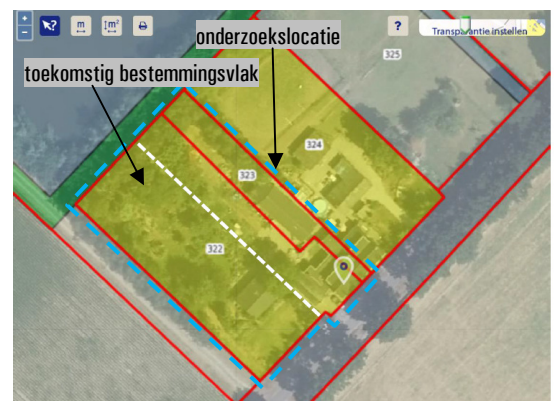 +
-
?
m
m²
?
Transparantie instellen
onderzoekslocatie
toekomstig bestemmingsvlak
325
324
323
322